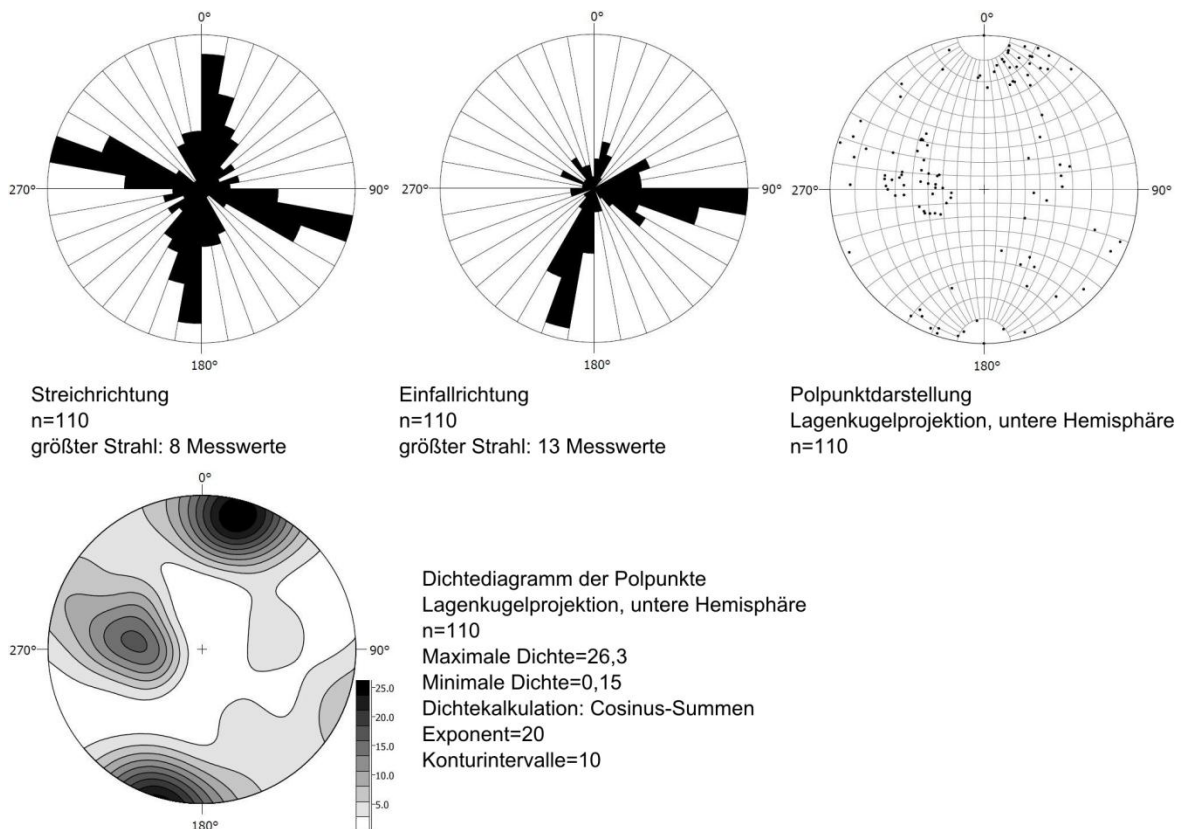 0°
270°
90°
180°
Streichrichtung
n=110
größter Strahl: 8 Messwerte
0°
270°
90°
180°
Einfallrichtung
n=110
größter Strahl: 13 Messwerte
0°
270°
90°
180°
Polpunktdarstellung
Lagenkugelprojektion, untere Hemisphäre
n=110
0°
270°
90°
180°
25.0
20.0
15.0
10.0
5.0
Dichtediagramm der Polpunkte
Lagenkugelprojektion, untere Hemisphäre
n=110
Maximale Dichte=26,3
Minimale Dichte=0,15
Dichtekalkulation: Cosinus-Summen
Exponent=20
Konturintervalle=10